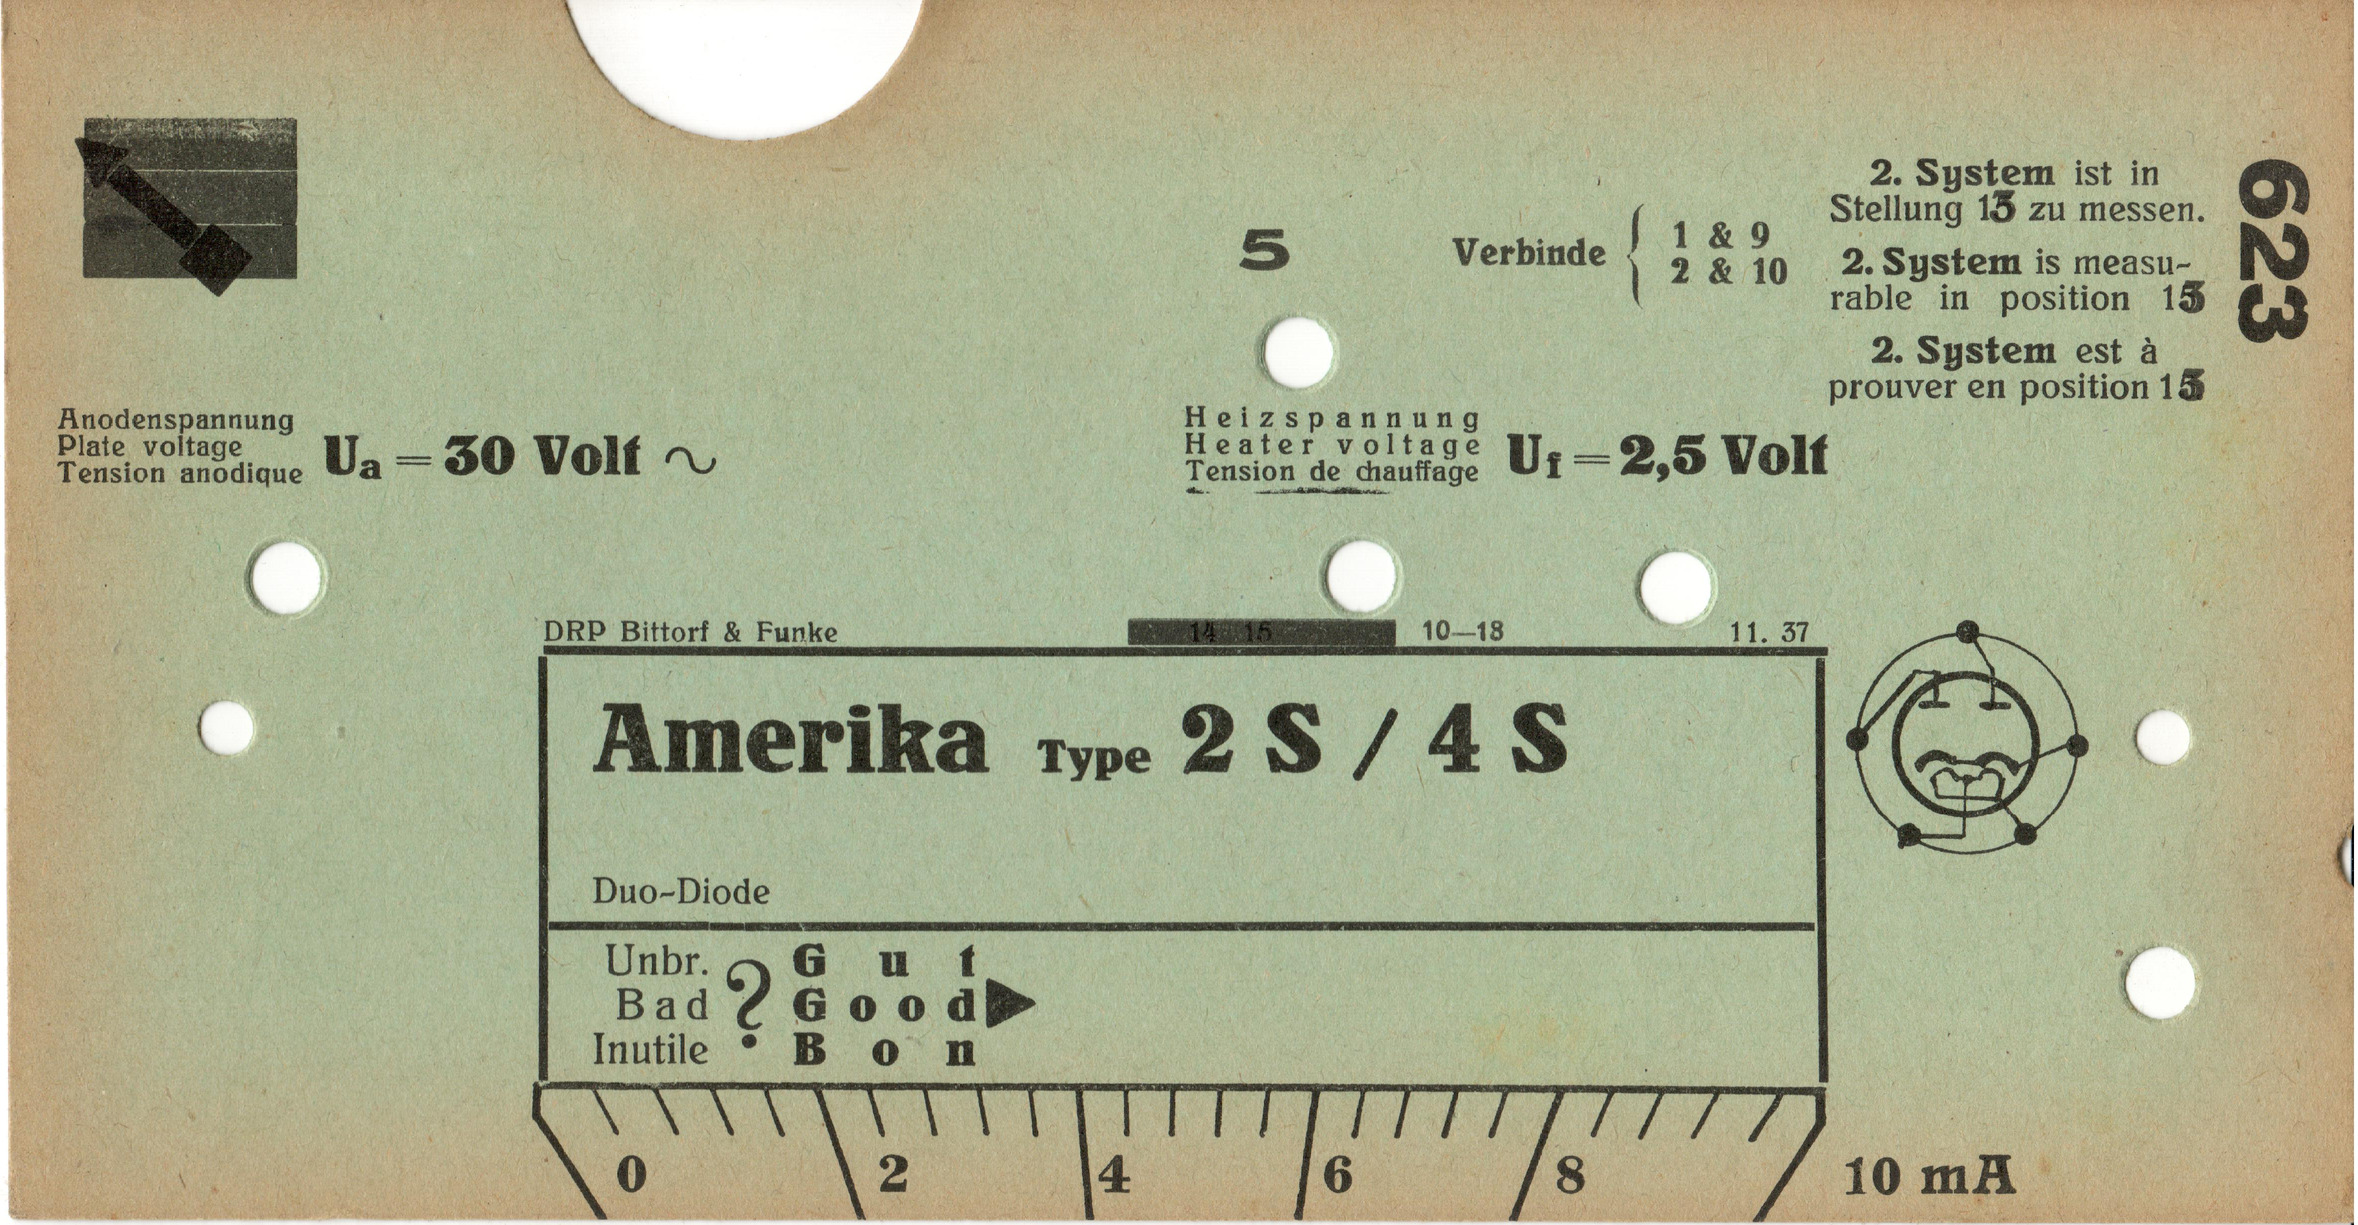 623
2. System ist in
Stellung 13 zu messen.
2. System is measu-
rable in position 13
2. System est à
prouver en position 13
5
Verbinde { 1 & 9
2 & 10
Anodenspannung
Plate voltage
Tension anodique
Ua = 30 Volt ~
Heizspannung
Heater voltage
Tension de chauffage
Uf = 2,5 Volt
DRP Bittorf & Funke 14 15 10—18 11. 37
Amerika Type 2 S / 4 S
Duo-Diode
Unbr. ? Gut
Bad Good
Inutile Bon
0 2 4 6 8 10 mA